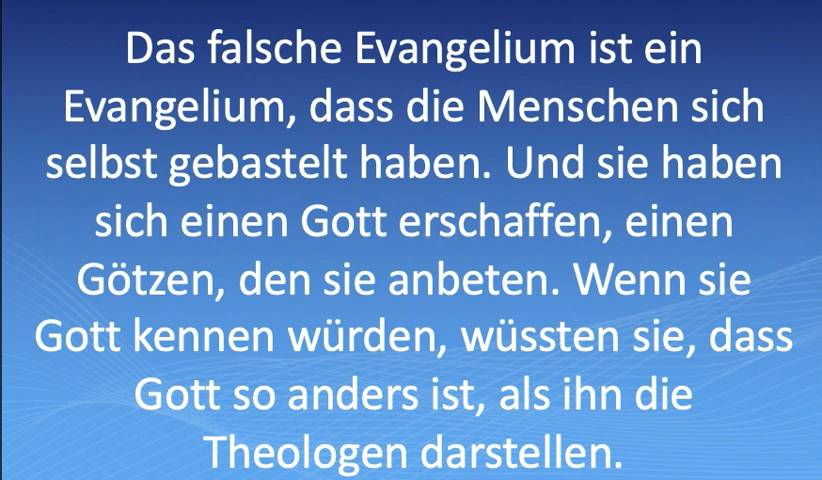 Das falsche Evangelium ist ein
Evangelium, dass die Menschen sich
selbst gebastelt haben. Und sie haben
sich einen Gott erschaffen, einen
Götzen, den sie anbeten. Wenn sie
Gott kennen würden, wüssten sie, dass
Gott so anders ist, als ihn die
Theologen darstellen.